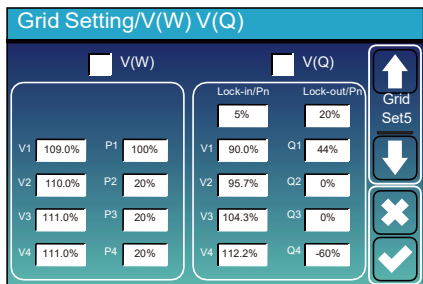 Grid Setting/V(W) V(Q)
V(W)
V(Q)
Lock-in/Pn Lock-out/Pn
5% 20%
V1 109.0% P1 100%
V2 110.0% P2 20%
V3 111.0% P3 20%
V4 111.0% P4 20%
V1 90.0% Q1 44%
V2 95.7% Q2 0%
V3 104.3% Q3 0%
V4 112.2% Q4 -60%
Grid
Set5